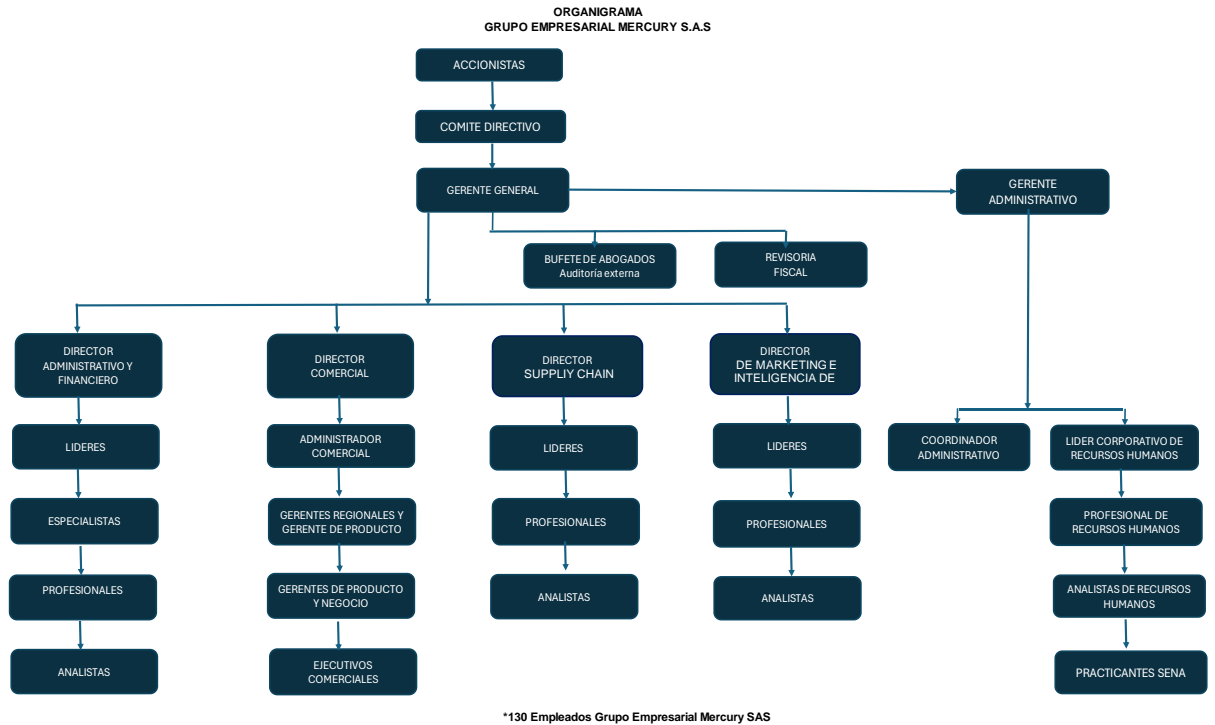 ORGANIGRAMA
GRUPO EMPRESARIAL MERCURY S.A.S
ACCIONISTAS
COMITE DIRECTIVO
GERENTE GENERAL
GERENTE
ADMINISTRATIVO
BUFETE DE ABOGADOS
Auditoría externa
REVISORIA
FISCAL
DIRECTOR
ADMINISTRATIVO Y
FINANCIERO
DIRECTOR
COMERCIAL
DIRECTOR
SUPPLIY CHAIN
DIRECTOR
DE MARKETING E
INTELIGENCIA DE
LIDERES
ADMINISTRADOR
COMERCIAL
LIDERES
LIDERES
COORDINADOR
ADMINISTRATIVO
LIDER CORPORATIVO DE
RECURSOS HUMANOS
ESPECIALISTAS
GERENTES REGIONALES Y
GERENTE DE PRODUCTO
PROFESIONALES
PROFESIONALES
PROFESIONAL DE
RECURSOS HUMANOS
PROFESIONALES
GERENTES DE PRODUCTO
Y NEGOCIO
ANALISTAS
ANALISTAS
ANALISTAS DE RECURSOS
HUMANOS
ANALISTAS
EJECUTIVOS
COMERCIALES
PRACTICANTES SENA
*130 Empleados Grupo Empresarial Mercury SAS